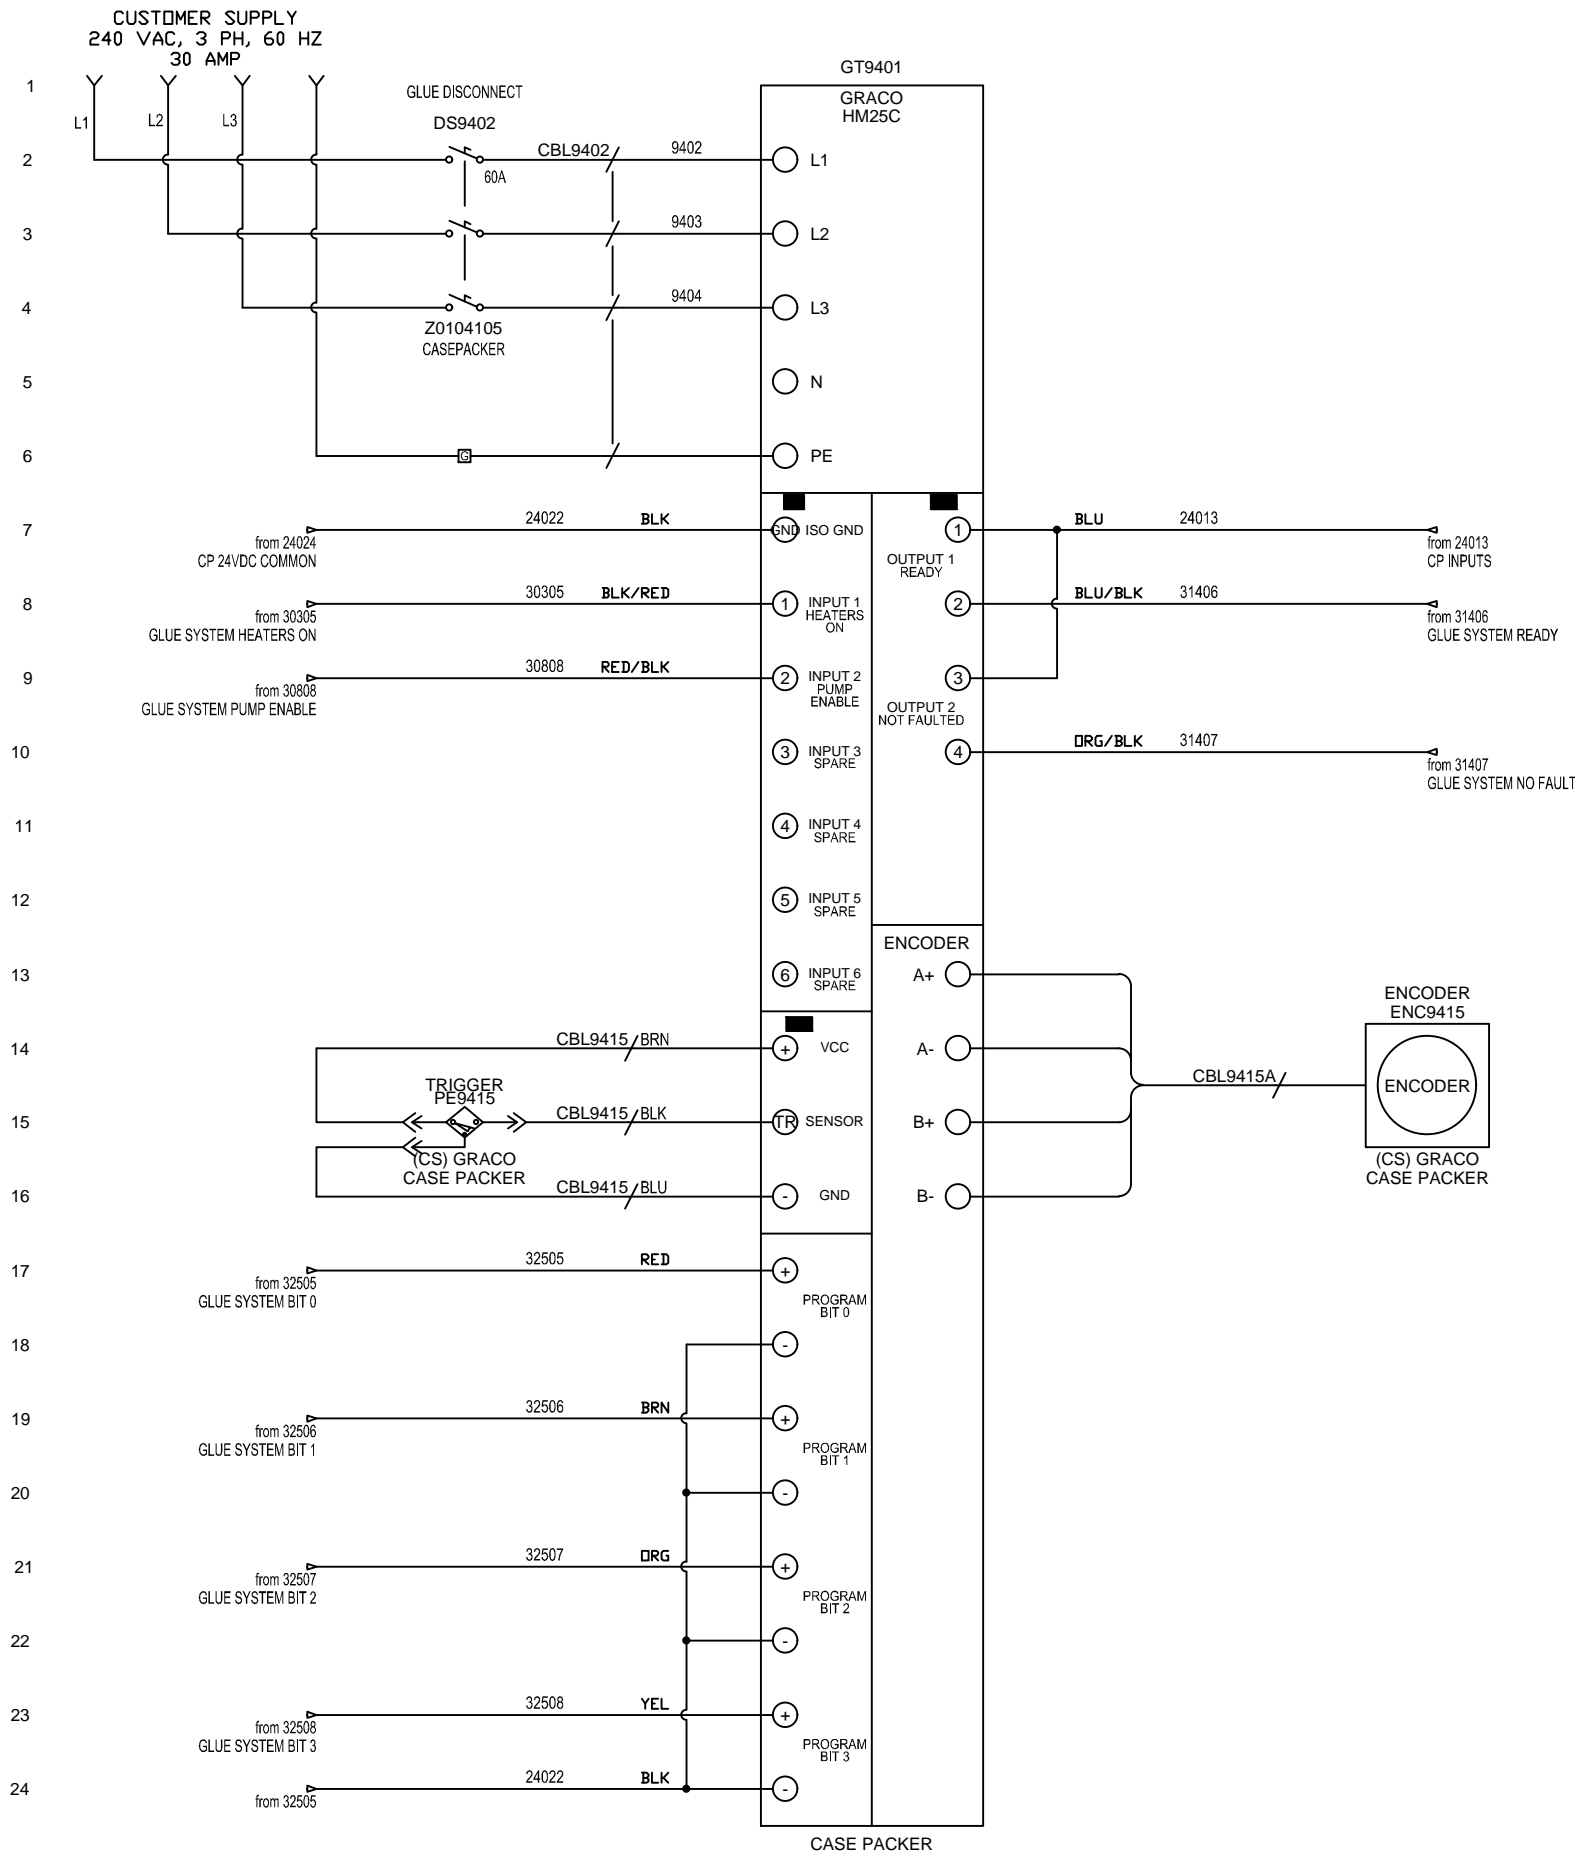 CUSTOMER SUPPLY
240 VAC, 3 PH, 60 HZ
30 AMP
GT9401
1
GLUE DISCONNECT
GRACO
HM25C
L1
L2
L3
DS9402
2
CBL9402
9402
L1
60A
3
9403
L2
4
9404
L3
Z0104105
CASEPACKER
5
N
6
G
PE
7
24022
BLK
GND
ISO GND
1
BLU
24013
from 24024
CP 24VDC COMMON
OUTPUT 1
READY
from 24013
CP INPUTS
8
30305
BLK/RED
1
INPUT 1
HEATERS
ON
2
BLU/BLK
31406
from 30305
GLUE SYSTEM HEATERS ON
from 31406
GLUE SYSTEM READY
9
30808
RED/BLK
2
INPUT 2
PUMP
ENABLE
3
from 30808
GLUE SYSTEM PUMP ENABLE
OUTPUT 2
NOT FAULTED
10
3
INPUT 3
SPARE
4
ORG/BLK
31407
from 31407
GLUE SYSTEM NO FAULT
11
4
INPUT 4
SPARE
12
5
INPUT 5
SPARE
ENCODER
13
6
INPUT 6
SPARE
A+
ENCODER
ENC9415
14
CBL9415
BRN
+
VCC
A-
CBL9415A
ENCODER
TRIGGER
PE9415
15
CBL9415
BLK
TR
SENSOR
B+
(CS) GRACO
CASE PACKER
(CS) GRACO
CASE PACKER
16
CBL9415
BLU
-
GND
B-
17
32505
RED
+
from 32505
GLUE SYSTEM BIT 0
PROGRAM
BIT 0
18
-
19
32506
BRN
+
from 32506
GLUE SYSTEM BIT 1
PROGRAM
BIT 1
20
-
21
32507
ORG
+
from 32507
GLUE SYSTEM BIT 2
PROGRAM
BIT 2
22
-
23
32508
YEL
+
from 32508
GLUE SYSTEM BIT 3
PROGRAM
BIT 3
24
24022
BLK
-
from 32505
CASE PACKER